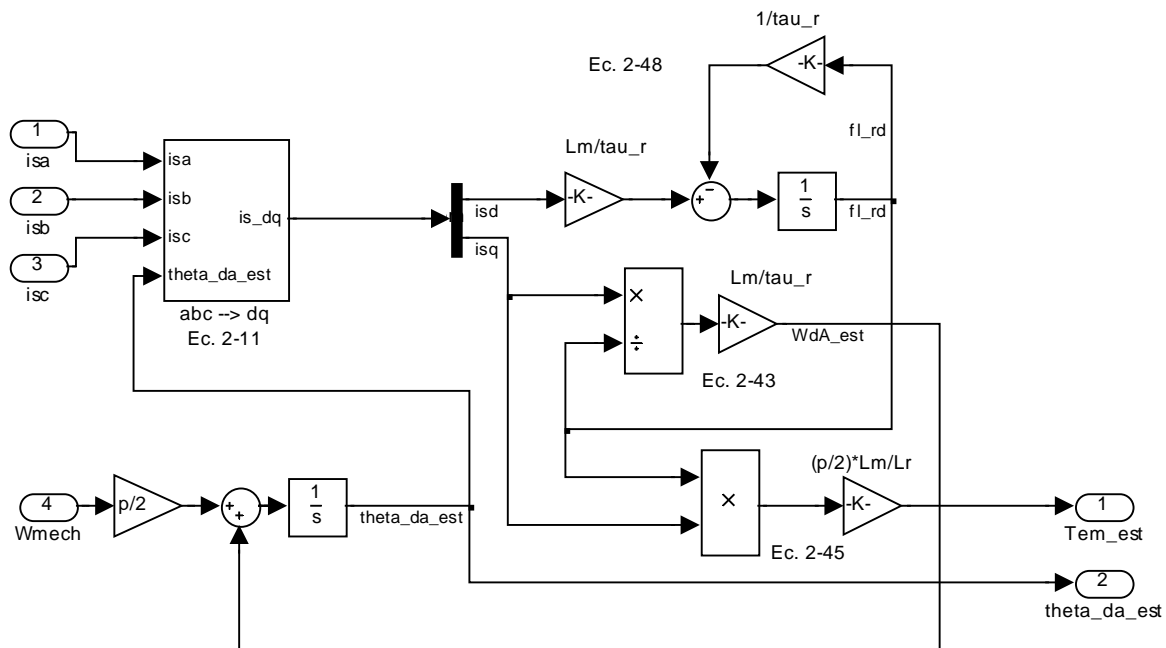 1/tau_r
-K-
Ec. 2-48
1
isa
fl_rd
Lm/tau_r
isa
2
isb
isb
is_dq
isd
-K-
+
−
1
s
fl_rd
isc
3
isc
isq
theta_da_est
Lm/tau_r
abc --> dq
Ec. 2-11
×
÷
-K-
WdA_est
Ec. 2-43
(p/2)*Lm/Lr
4
Wmech
p/2
+
+
1
s
theta_da_est
×
-K-
1
Tem_est
Ec. 2-45
2
theta_da_est